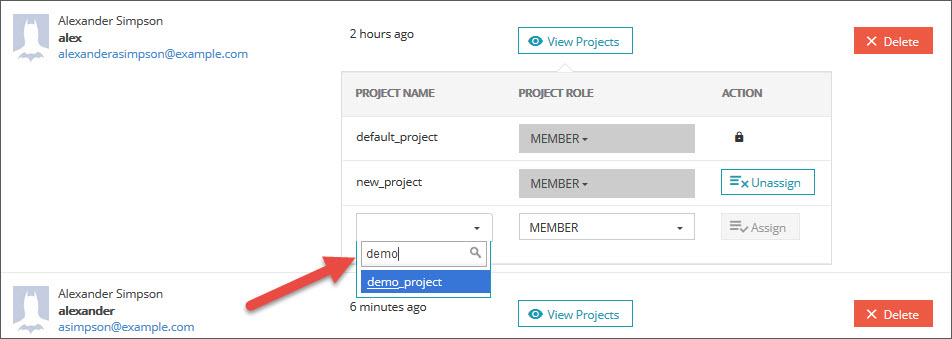 Alexander Simpson
alex
alexanderasimpson@example.com
2 hours ago
View Projects
Delete
PROJECT NAME PROJECT ROLE ACTION
default_project MEMBER
new_project MEMBER Unassign
MEMBER Assign
demo
demo_project
Alexander Simpson
alexander
asimpson@example.com
6 minutes ago
View Projects
Delete